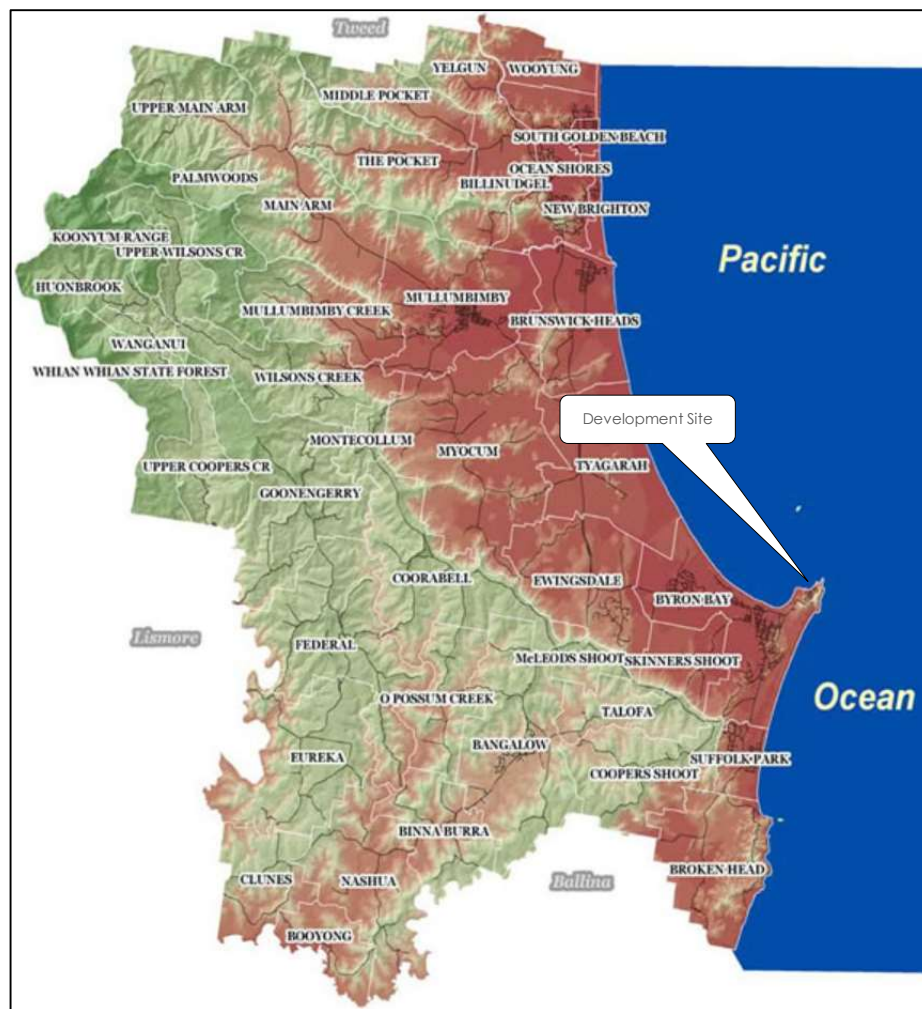 Tweed
YELGUN
WOOYUNG
MIDDLE POCKET
UPPER MAIN ARM
SOUTH GOLDEN BEACH
THE POCKET
OCEAN SHORES
PALMWOODS
BILLINUDGEL
MAIN ARM
NEW BRIGHTON
KOONYUM RANGE
UPPER WILSONS CR
Pacific
HUONBROOK
MULLUMBIMBY
MULLUMBIMBY CREEK
BRUNSWICK HEADS
WANGANUI
WHIAN WHIAN STATE FOREST
WILSONS CREEK
Development Site
MONTECOLLUM
MYOCUM
UPPER COOPERS CR
TYAGARAH
GOONENGERRY
COORABELL
EWINGSDALE
BYRON BAY
Lismore
FEDERAL
McLEODS SHOOT
SKINNERS SHOOT
O POSSUM CREEK
Ocean
TALOFA
BANGALOW
EUREKA
SUFFOLK PARK
COOPERS SHOOT
BINNA BURRA
BROKEN HEAD
CLUNES
NASHUA
Ballina
BOOYONG